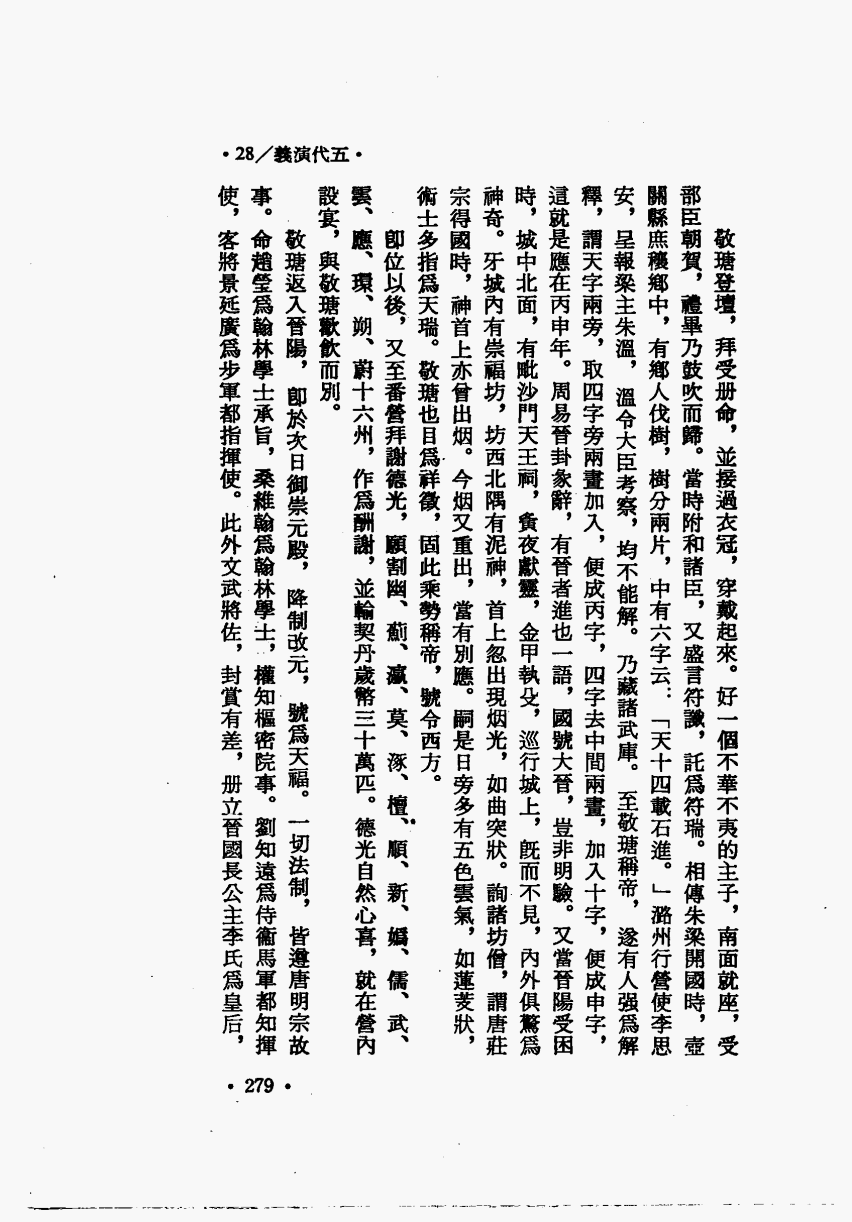 •28／義演代五•
敬瑭登壇，拜受册命，並接過衣冠，穿戴起來。好一個不華不夷的主子，南面就座，受
部臣朝賀，禮畢乃鼓吹而歸。當時附和諸臣，又盛言符讖，託爲符瑞。相傳朱梁開國時，壺
關縣庶穰鄉中，有鄉人伐樹，樹分兩片，中有六字云：「天十四載石進。」潞州行營使李思
安，呈報梁主朱溫，溫令大臣考察，均不能解。乃藏諸武庫。至敬瑭稱帝，遂有人强爲解
釋，謂天字兩旁，取四字旁兩畫加入，便成丙字，四字去中間兩畫，加入十字，便成申字，
這就是應在丙申年。周易晉卦彖辭，有晉者進也一語，國號大晉，豈非明驗。又當晉陽受困
時，城中北面，有毗沙門天王祠，夤夜獻靈，金甲執殳，巡行城上，旣而不見，內外俱驚爲
神奇。牙城內有崇福坊，坊西北隅有泥神，首上忽出現烟光，如曲突狀。詢諸坊僧，謂唐莊
宗得國時，神首上亦曾出烟。今烟又重出，當有別應。嗣是日旁多有五色雲氣，如蓮芰狀，
術士多指爲天瑞。敬瑭也目爲祥徵，固此乘勢稱帝，號令西方。
卽位以後，又至番營拜謝德光，願割幽、薊、瀛、莫、涿、檀、順、新、嬀、儒、武、
雲、應、環、朔、蔚十六州，作爲酬謝，並輸契丹歲幣三十萬匹。德光自然心喜，就在營內
設宴，與敬瑭歡飲而別。
敬瑭返入晉陽，卽於次日御崇元殿，降制改元，號爲天福。一切法制，皆遵唐明宗故
事。命趙瑩爲翰林學士承旨，桑維翰爲翰林學士，權知樞密院事。劉知遠爲侍衞馬軍都知揮
使，客將景延廣爲步軍都指揮使。此外文武將佐，封賞有差，册立晉國長公主李氏爲皇后，
•279•